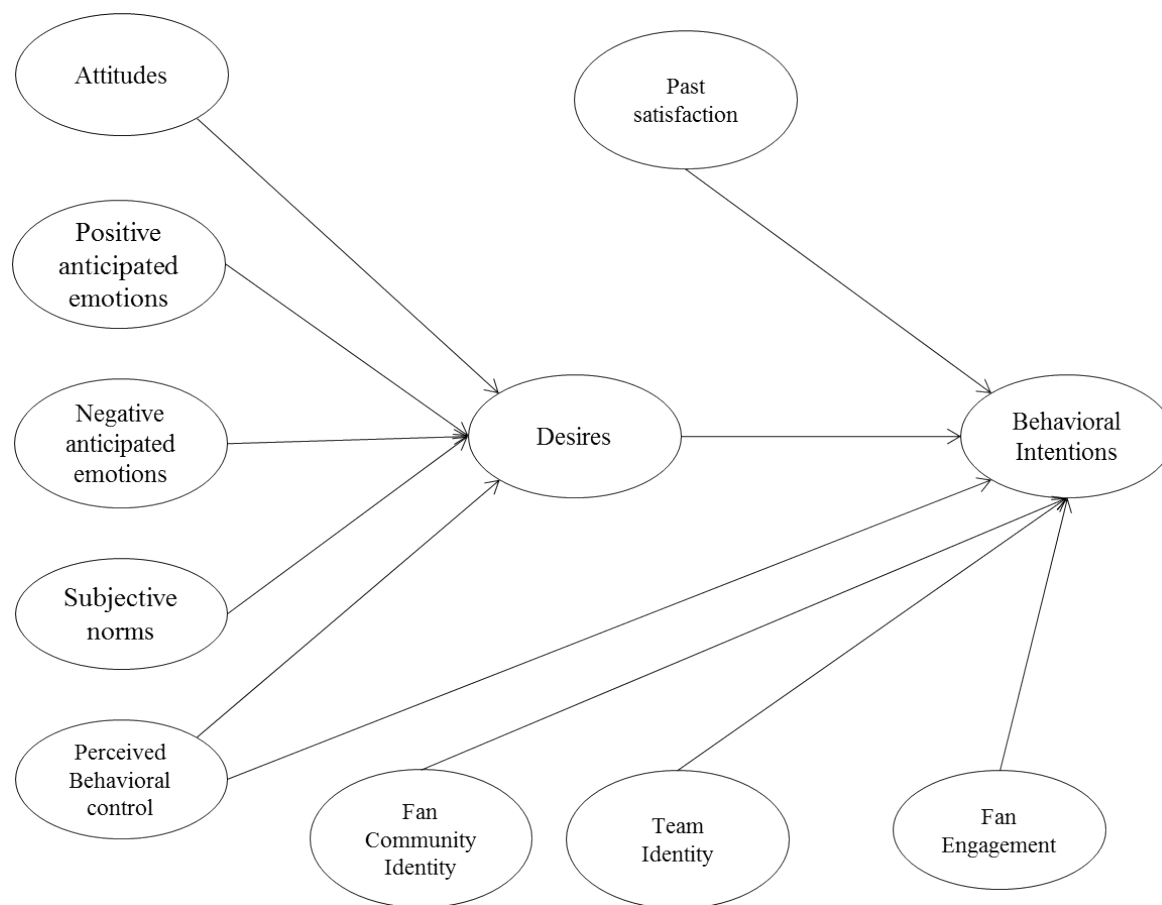 Attitudes
Past
satisfaction
Positive
anticipated
emotions
Negative
anticipated
emotions
Desires
Behavioral
Intentions
Subjective
norms
Perceived
Behavioral
control
Fan
Community
Identity
Team
Identity
Fan
Engagement